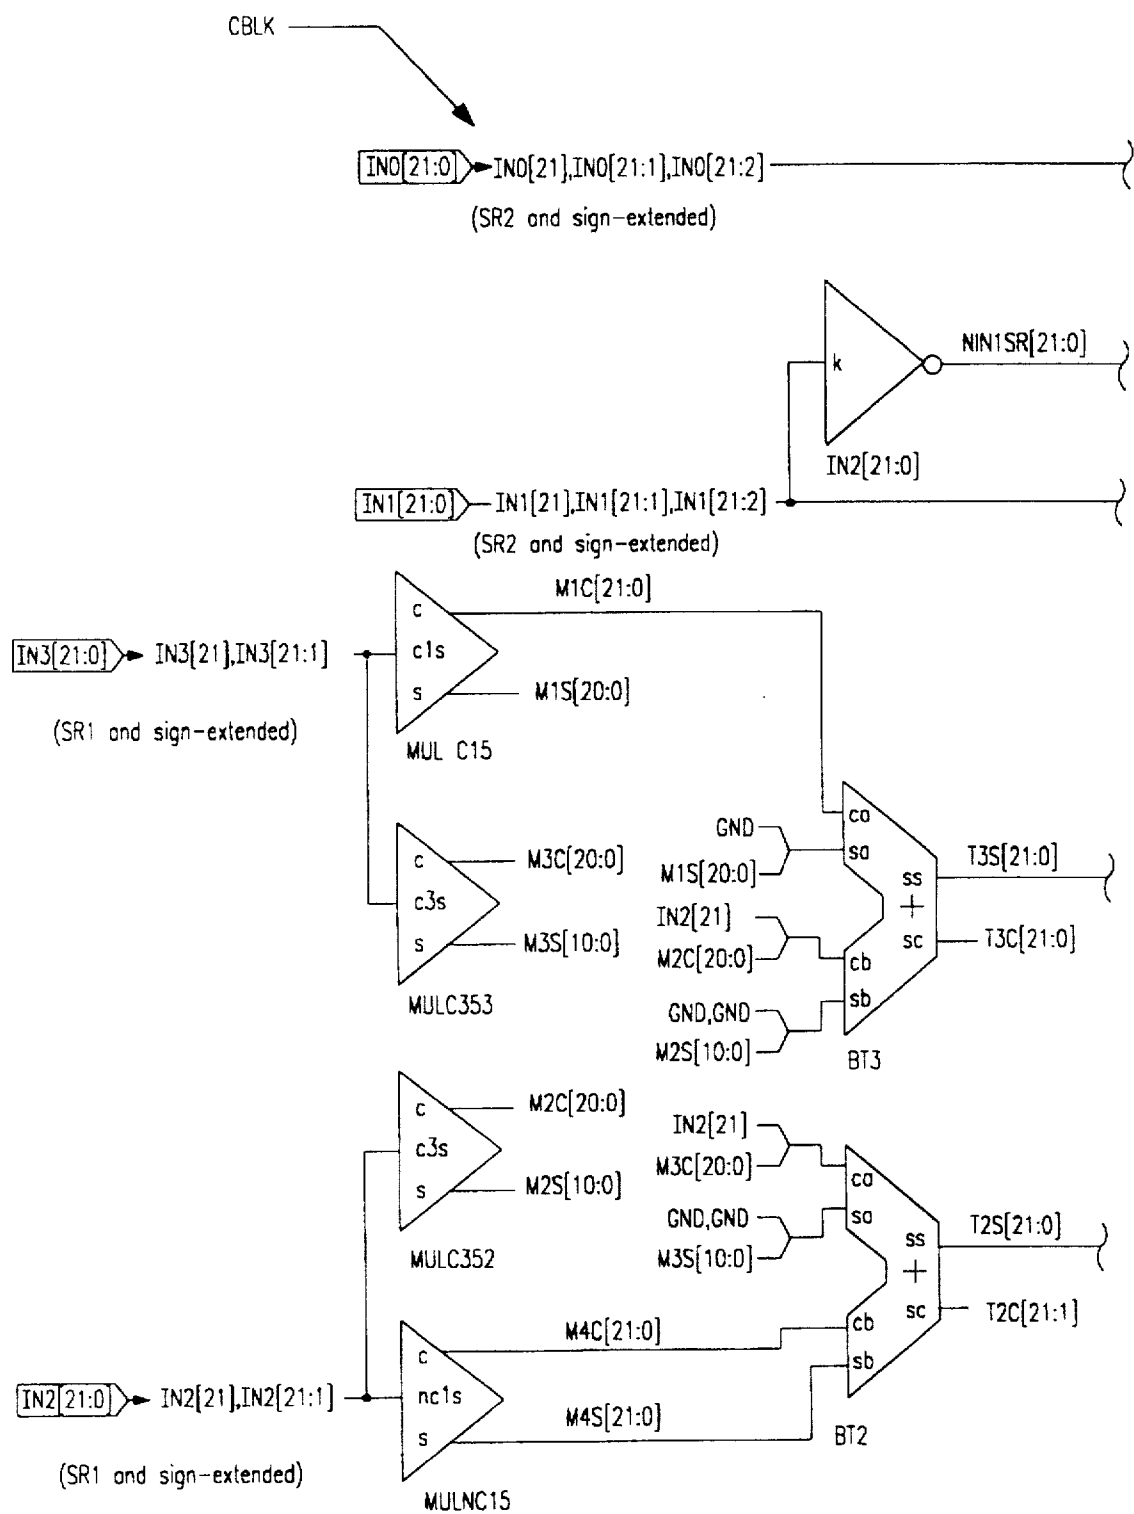 CBLK
IN0[21:0] IN0[21],IN0[21:1],IN0[21:2]
(SR2 and sign-extended)
k
NIN1SR[21:0]
IN2[21:0]
IN1[21:0] IN1[21],IN1[21:1],IN1[21:2]
(SR2 and sign-extended)
IN3[21:0] IN3[21],IN3[21:1]
(SR1 and sign-extended)
c
c1s
s
MUL C15
M1C[21:0]
M1S[20:0]
c
c3s
s
MULC353
M3C[20:0]
M3S[10:0]
GND
M1S[20:0]
IN2[21]
M2C[20:0]
GND,GND
M2S[10:0]
ca
sa
cb
sb
ss
+
sc
BT3
T3S[21:0]
T3C[21:0]
c
c3s
s
MULC352
M2C[20:0]
M2S[10:0]
IN2[21]
M3C[20:0]
GND,GND
M3S[10:0]
ca
sa
cb
sb
ss
+
sc
BT2
T2S[21:0]
T2C[21:1]
IN2[21:0] IN2[21],IN2[21:1]
(SR1 and sign-extended)
c
nc1s
s
MULNC15
M4C[21:0]
M4S[21:0]